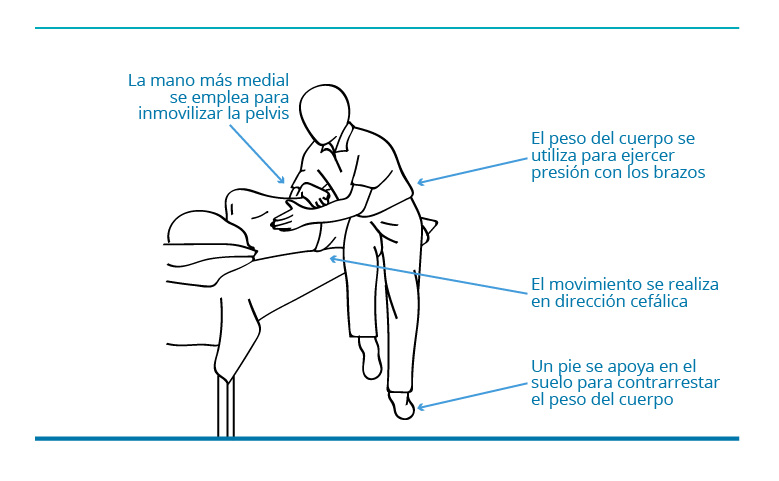 La mano más medial
se emplea para
inmovilizar la pelvis
El peso del cuerpo se
utiliza para ejercer
presión con los brazos
El movimiento se realiza
en dirección cefálica
Un pie se apoya en el
suelo para contrarrestar
el peso del cuerpo